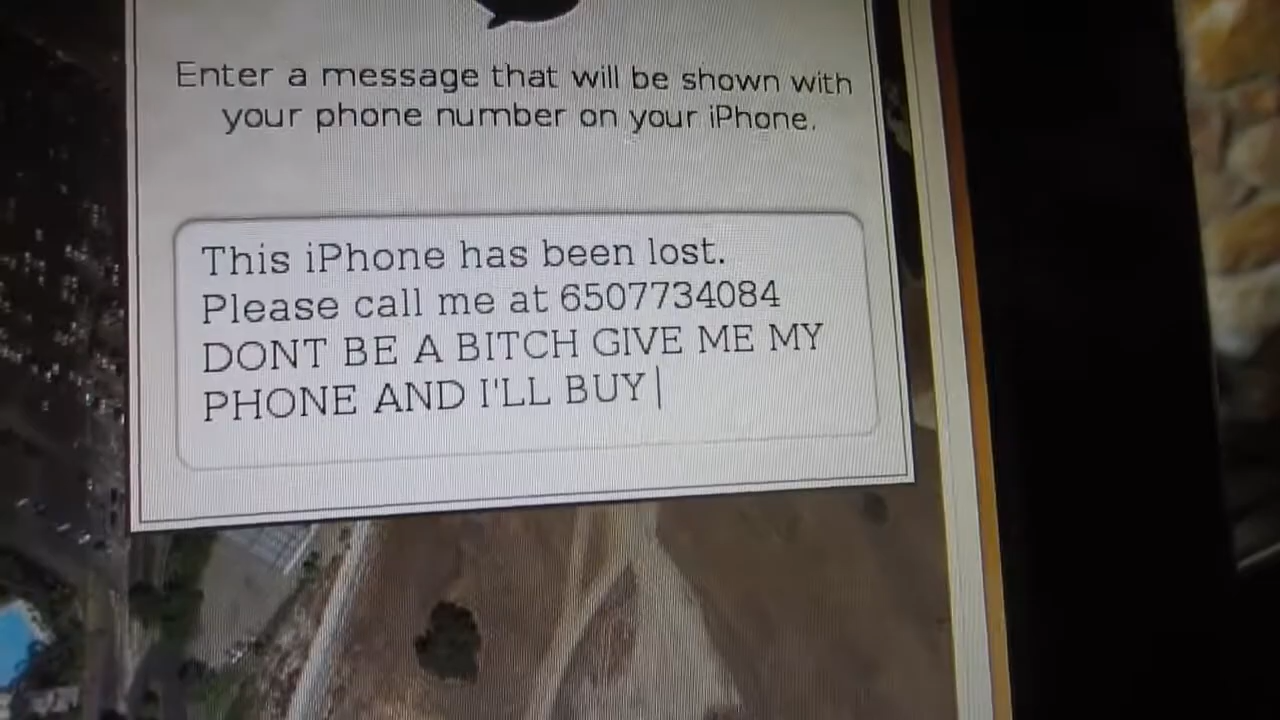 Enter a message that will be shown with
your phone number on your iPhone.
This iPhone has been lost.
Please call me at 6507734084
DONT BE A BITCH GIVE ME MY
PHONE AND I'LL BUY